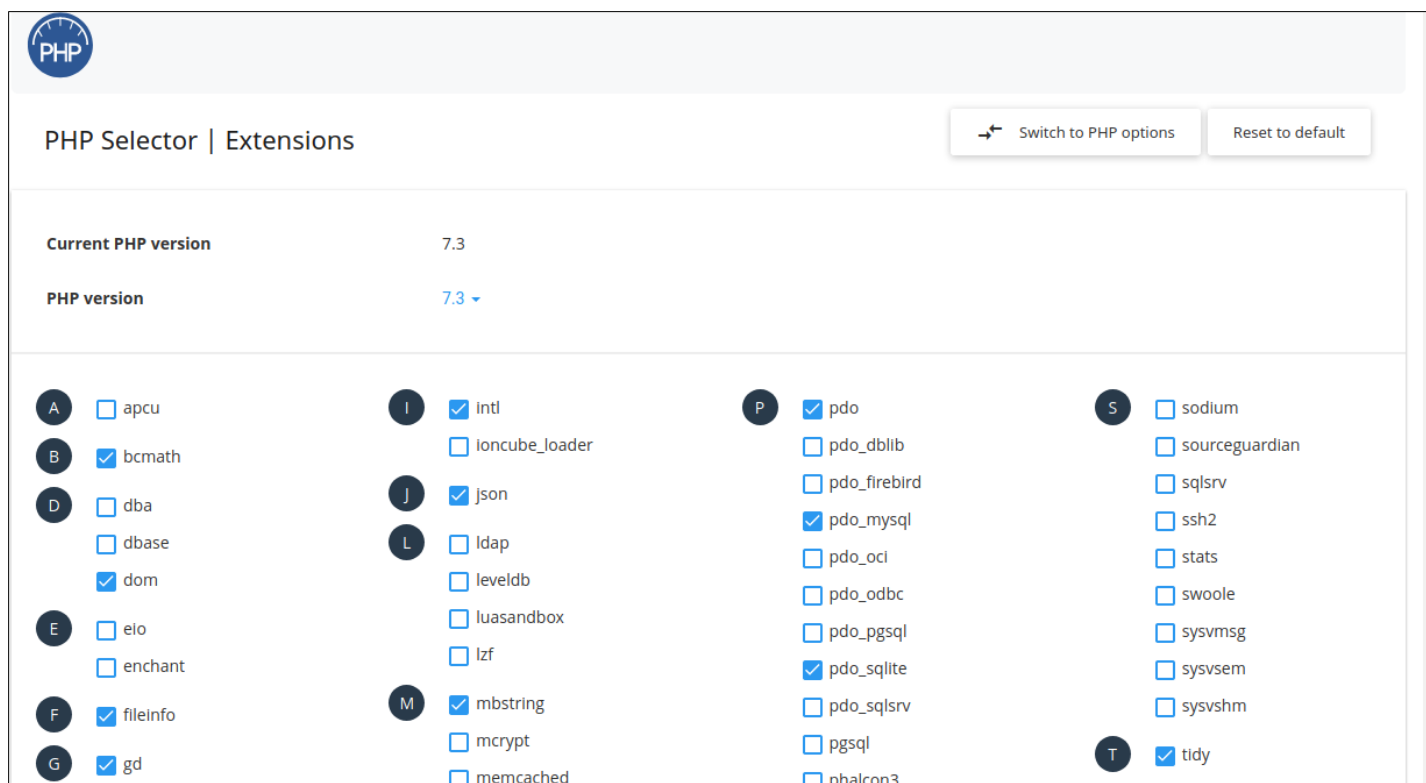 PHP
PHP Selector | Extensions
Switch to PHP options
Reset to default
Current PHP version 7.3
PHP version 7.3
A apcu
B bcmath
D dba
dbase
dom
E eio
enchant
F fileinfo
G gd
I intl
ioncube_loader
J json
L ldap
leveldb
luasandbox
lzf
M mbstring
mcrypt
memcached
P pdo
pdo_dblib
pdo_firebird
pdo_mysql
pdo_oci
pdo_odbc
pdo_pgsql
pdo_sqlite
pdo_sqlsrv
pgsql
phalcon3
S sodium
sourceguardian
sqlsrv
ssh2
stats
swoole
sysvmsg
sysvsem
sysvshm
T tidy